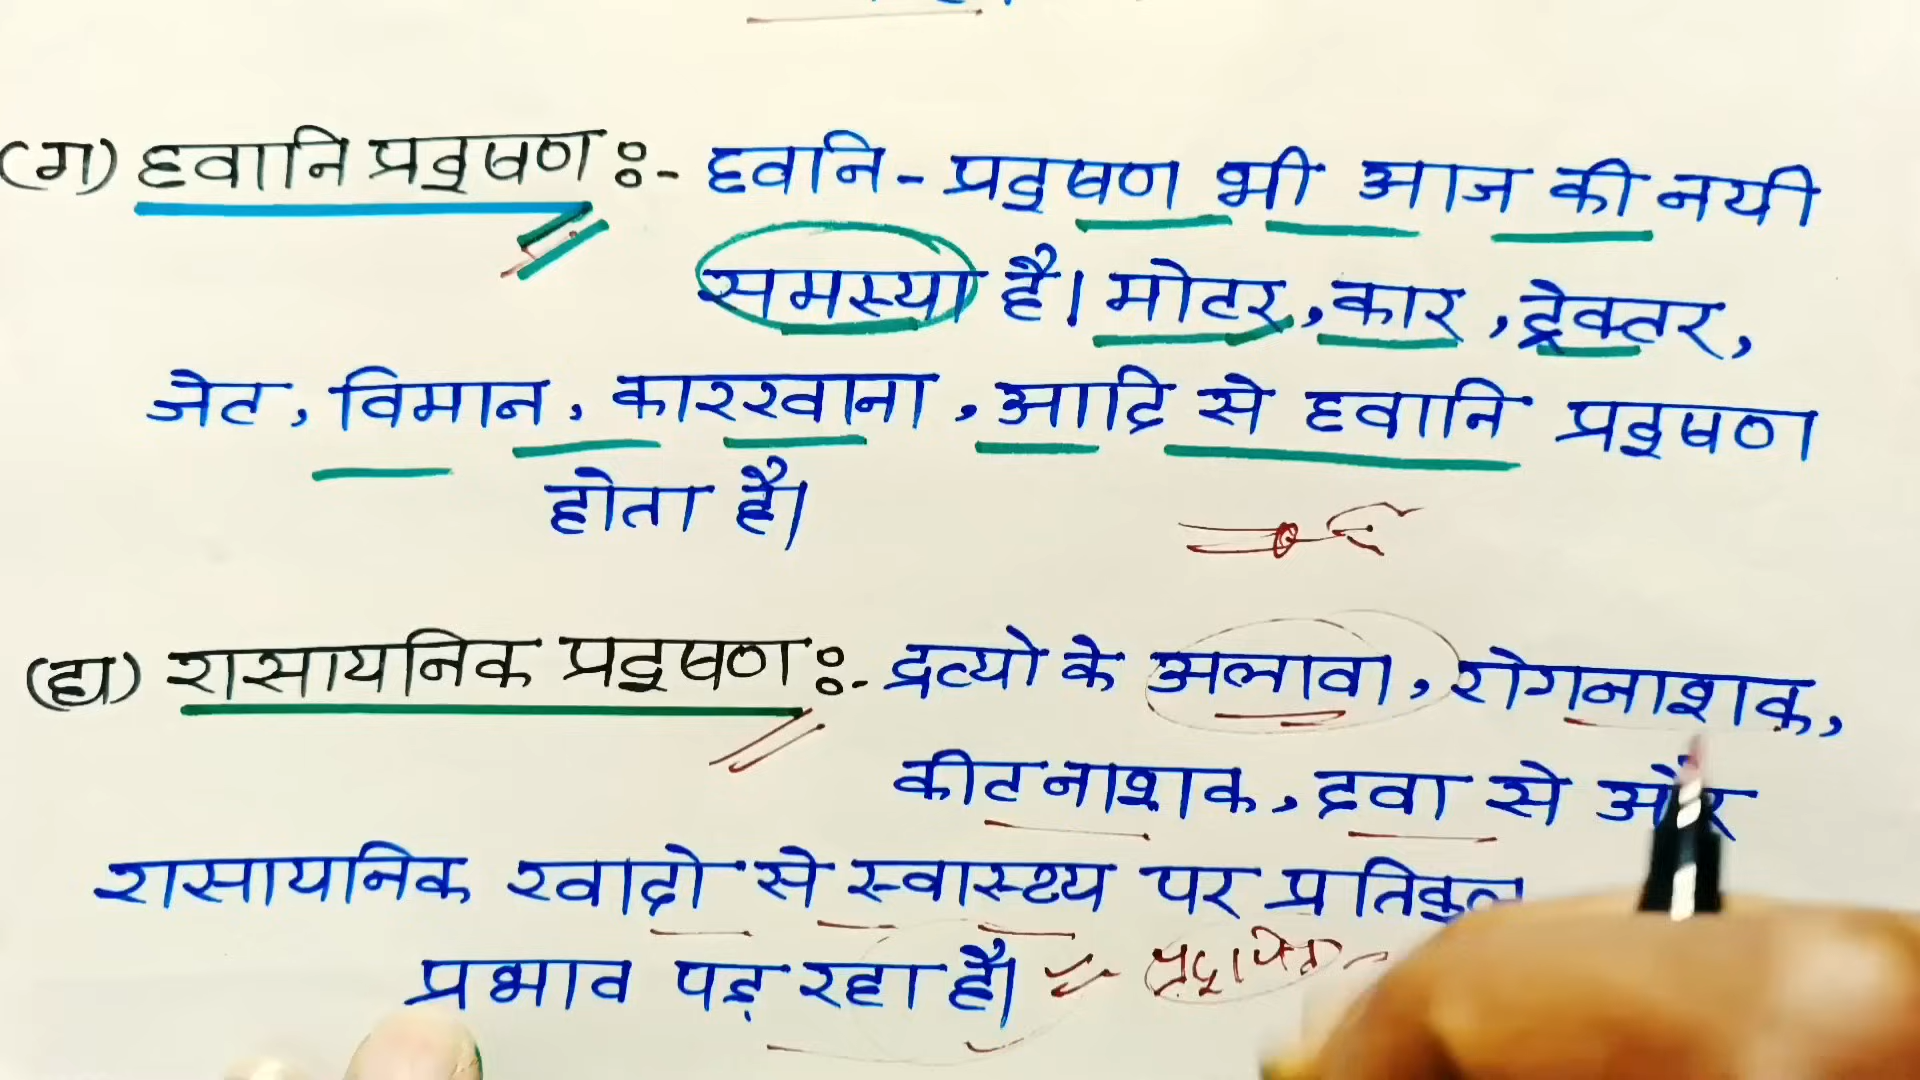 (ग) ध्वनि प्रदुषण :- ध्वनि - प्रदुषण भी आज की नयी
समस्या है। मोटर, कार, ट्रेक्टर,
जेट, विमान, कारखाना, आदि से ध्वनि प्रदुषण
होता है।
(घ) रासायनिक प्रदुषण :- द्रव्यो के अलावा, रोगनाशक,
कीटनाशक, दवा से और
रासायनिक खादो से स्वास्थ्य पर प्रतिकुल
प्रभाव पड़ रहा है।